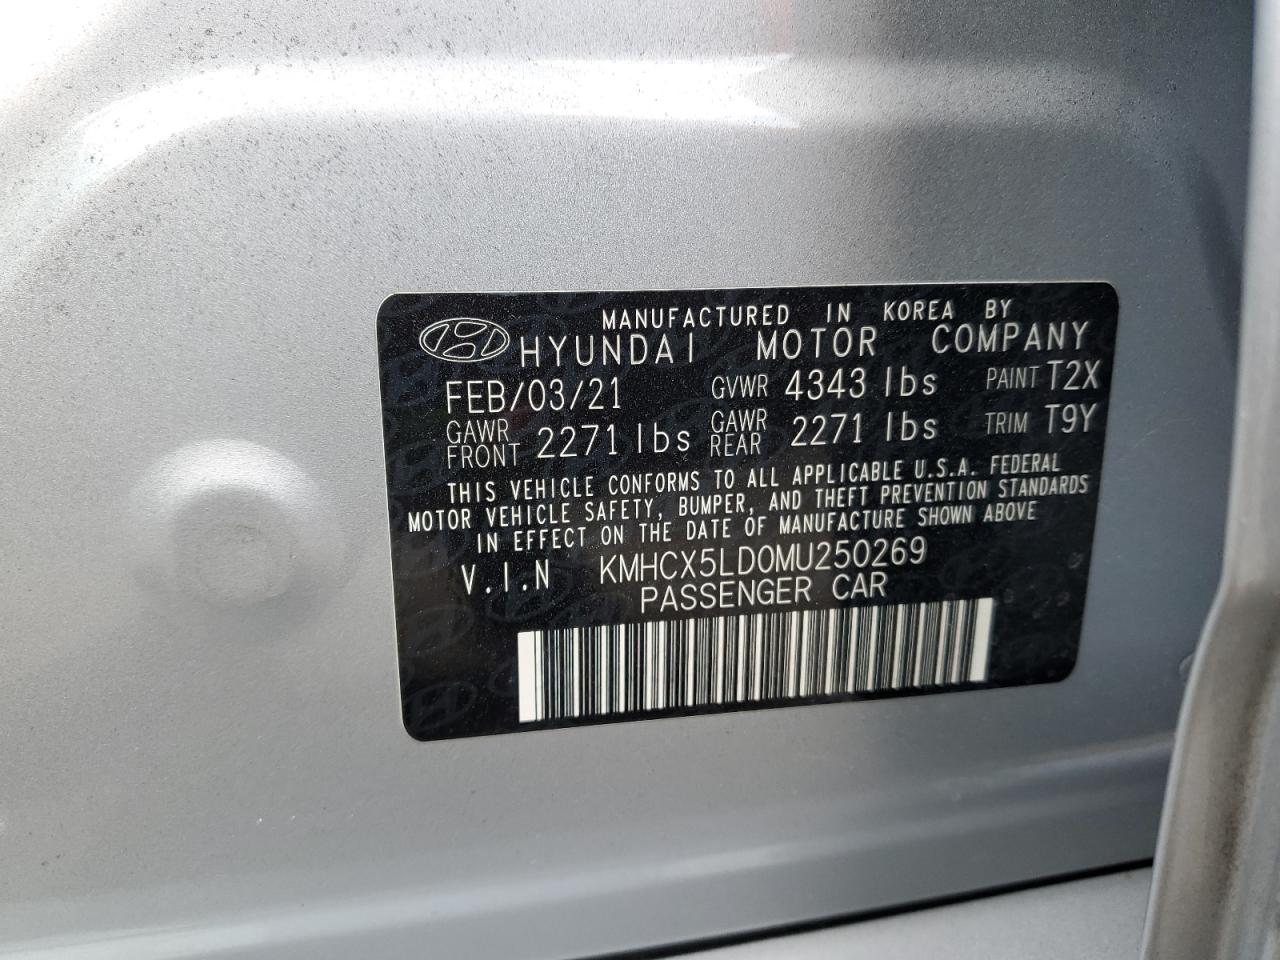 MANUFACTURED IN KOREA BY
HYUNDAI MOTOR COMPANY
FEB/03/21 GVWR 4343 lbs PAINT T2X
GAWR FRONT 2271 lbs GAWR REAR 2271 lbs TRIM T9Y
THIS VEHICLE CONFORMS TO ALL APPLICABLE U.S.A. FEDERAL
MOTOR VEHICLE SAFETY, BUMPER, AND THEFT PREVENTION STANDARDS
IN EFFECT ON THE DATE OF MANUFACTURE SHOWN ABOVE
V.I.N KMHCX5LD0MU250269
PASSENGER CAR